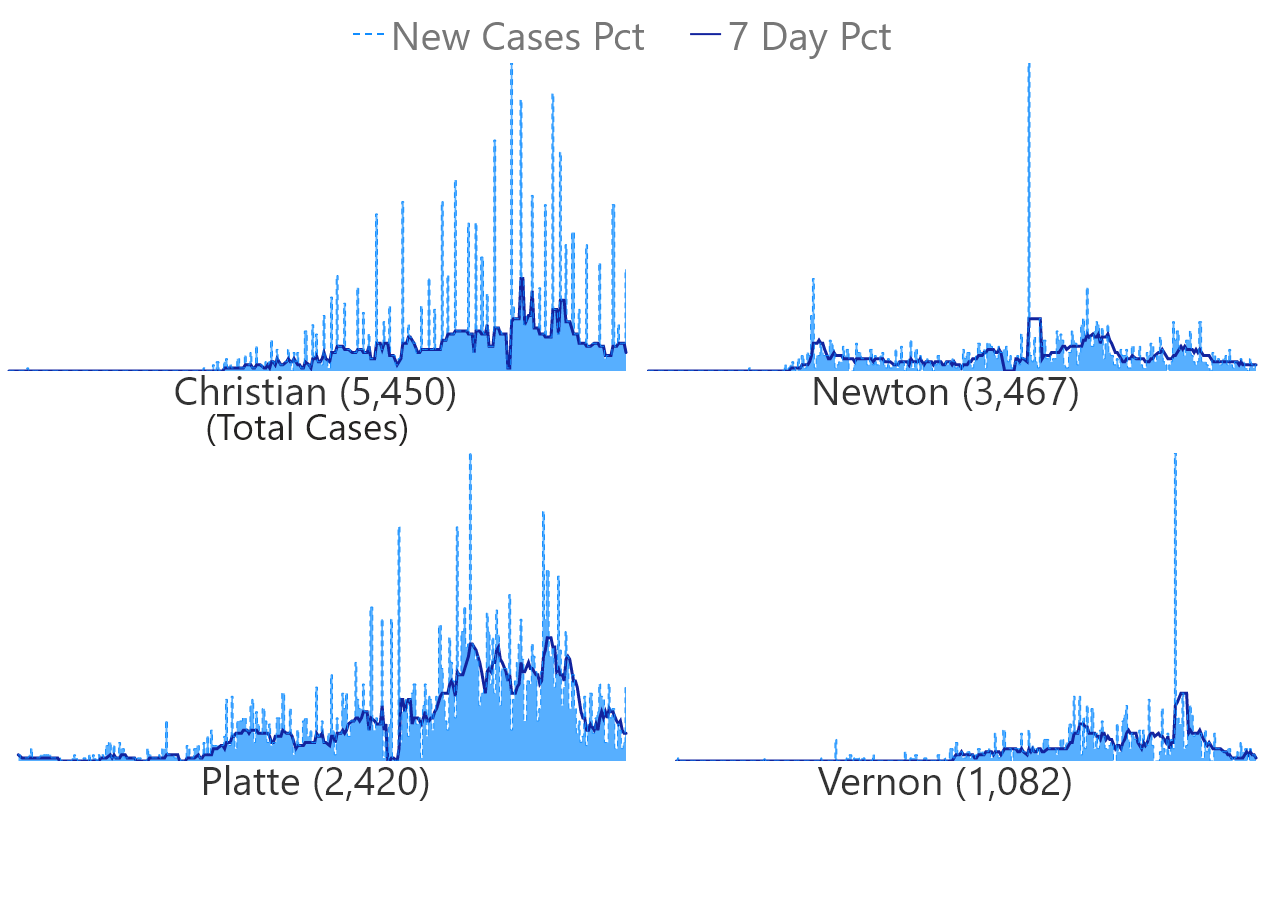 New Cases Pct 7 Day Pct
Christian (5,450) Newton (3,467)
(Total Cases)
Platte (2,420) Vernon (1,082)